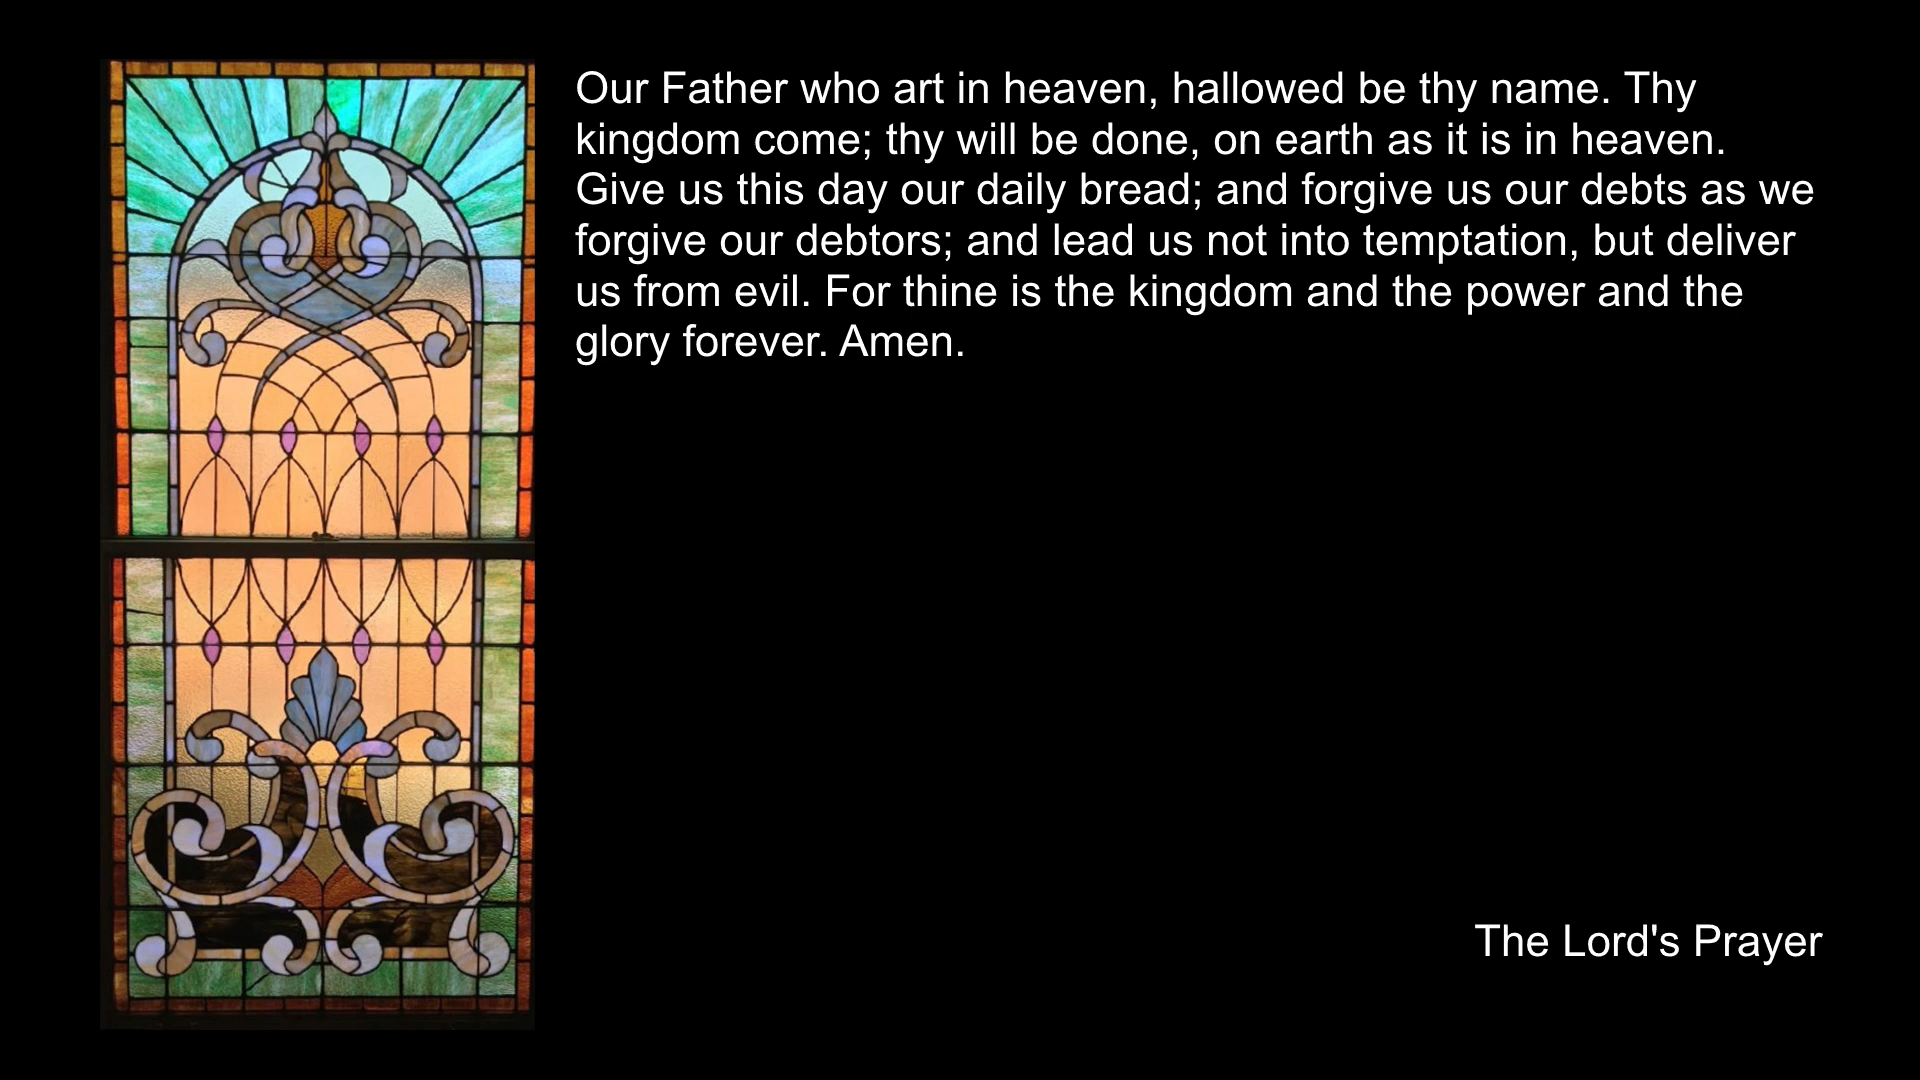 Our Father who art in heaven, hallowed be thy name. Thy
kingdom come; thy will be done, on earth as it is in heaven.
Give us this day our daily bread; and forgive us our debts as we
forgive our debtors; and lead us not into temptation, but deliver
us from evil. For thine is the kingdom and the power and the
glory forever. Amen.
The Lord's Prayer